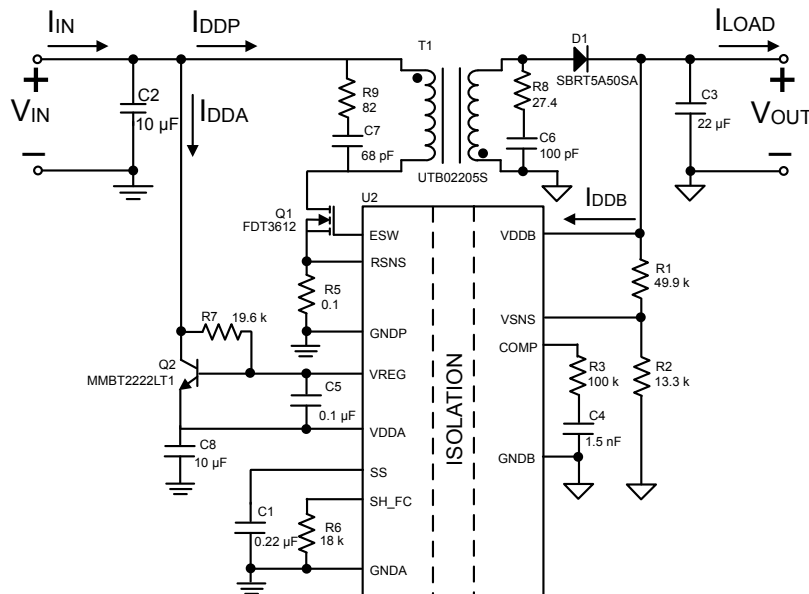 IIN
IDDP
T1
D1
SBRT5A50SA
ILOAD
+
VIN
−
C2
10 µF
IDDA
R9
82
C7
68 pF
R8
27.4
C6
100 pF
UTB02205S
C3
22 µF
+
VOUT
−
IDDB
Q1
FDT3612
U2
ESW
RSNS
R5
0.1
GNDP
VDDB
R1
49.9 k
VSNS
COMP
R7
19.6 k
Q2
MMBT2222LT1
VREG
C5
0.1 µF
VDDA
R3
100 k
R2
13.3 k
C4
1.5 nF
GNDB
C8
10 µF
SS
SH_FC
C1
0.22 µF
R6
18 k
GNDA
ISOLATION